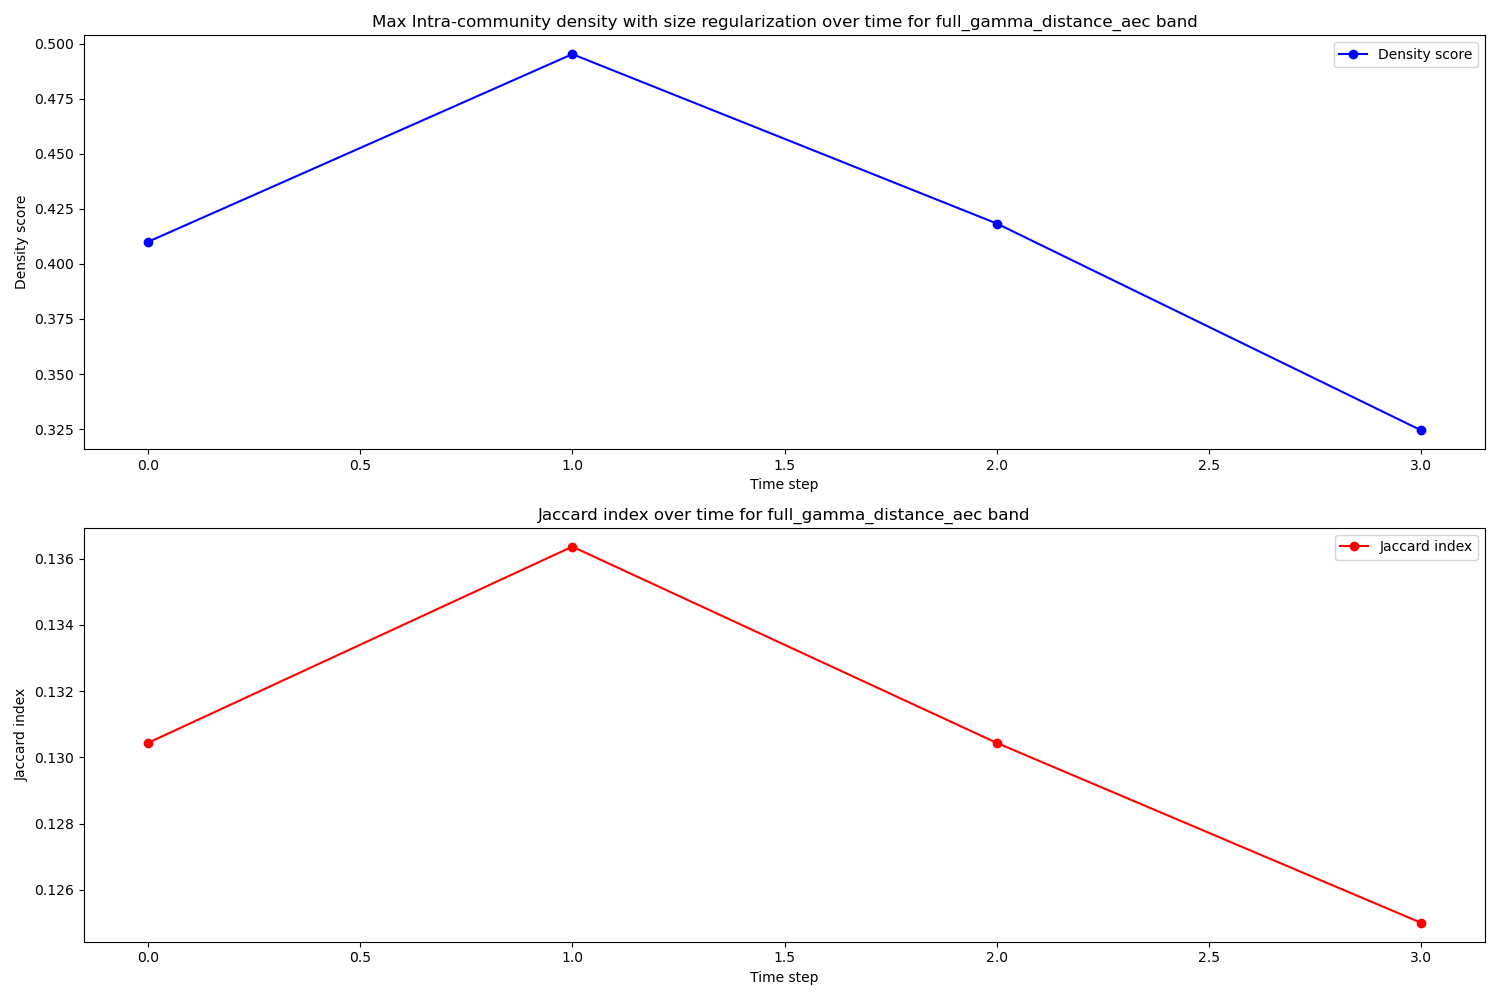 Max Intra-community density with size regularization over time for full_gamma_distance_aec band
Density score
0.500
0.475
0.450
0.425
0.400
0.375
0.350
0.325
Density score
0.0 0.5 1.0 1.5 2.0 2.5 3.0
Time step
Jaccard index over time for full_gamma_distance_aec band
Jaccard index
0.136
0.134
0.132
0.130
0.128
0.126
Jaccard index
0.0 0.5 1.0 1.5 2.0 2.5 3.0
Time step